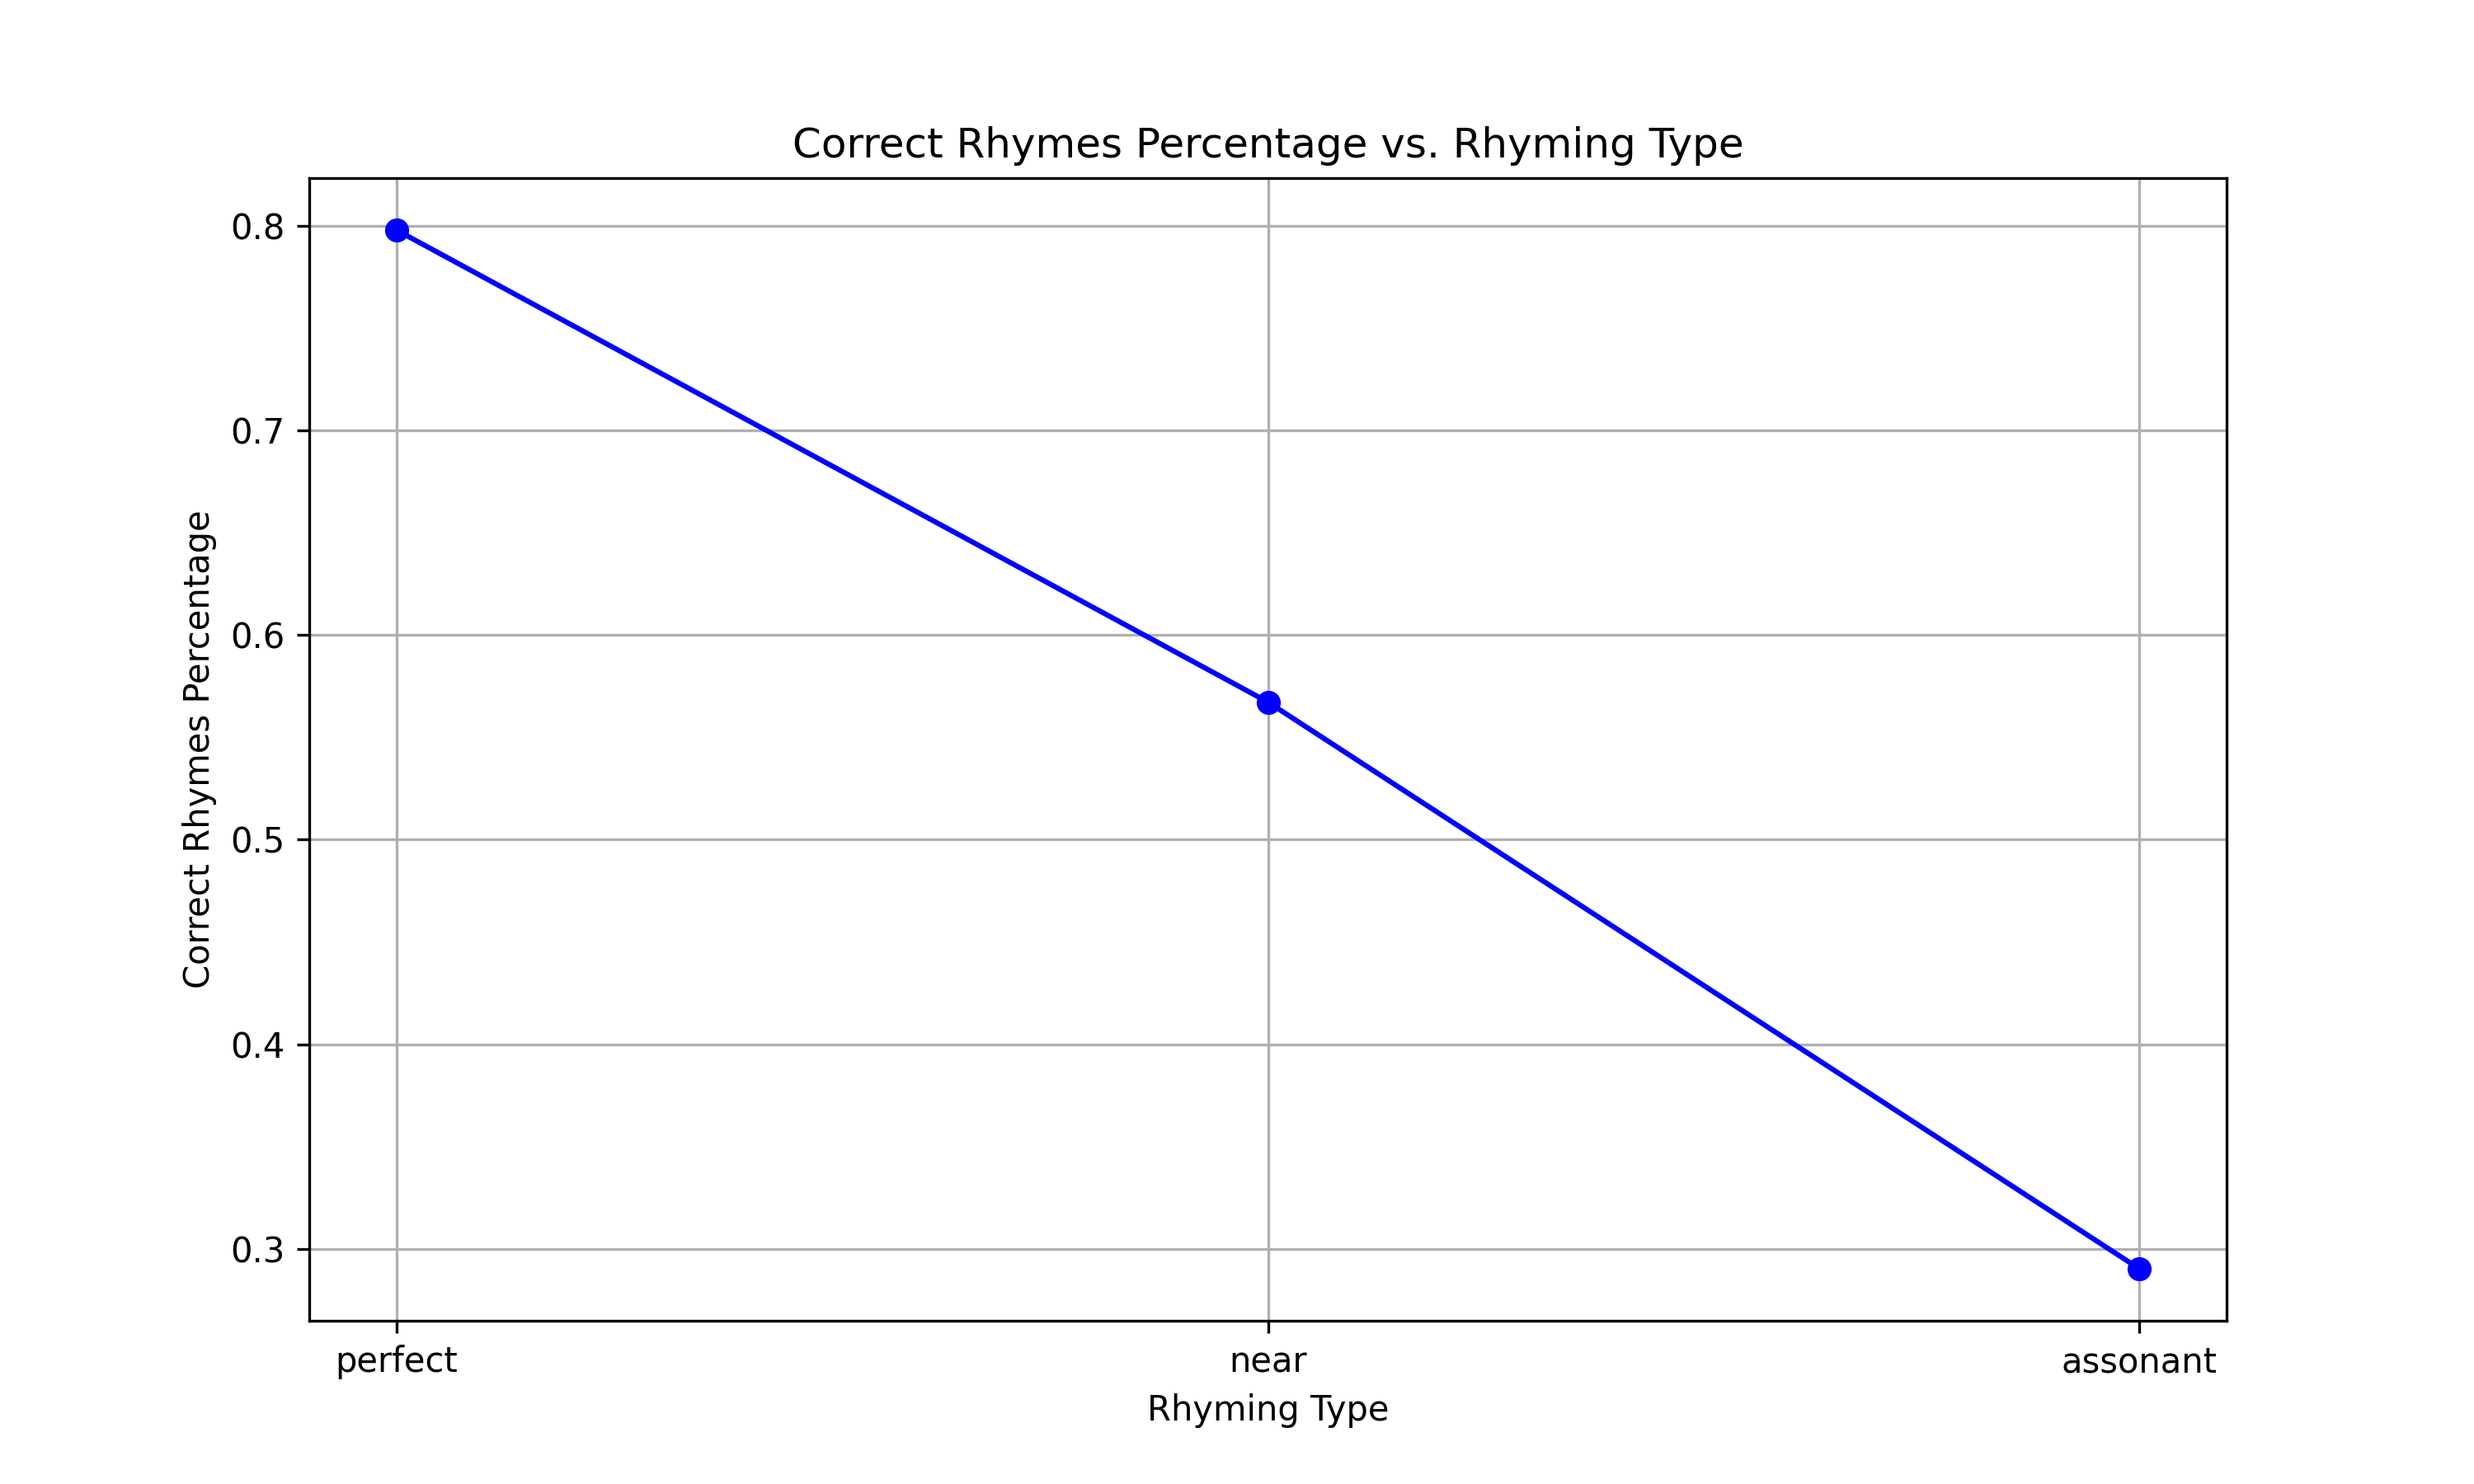 Correct Rhymes Percentage vs. Rhyming Type
Correct Rhymes Percentage
0.8
0.7
0.6
0.5
0.4
0.3
perfect near assonant
Rhyming Type